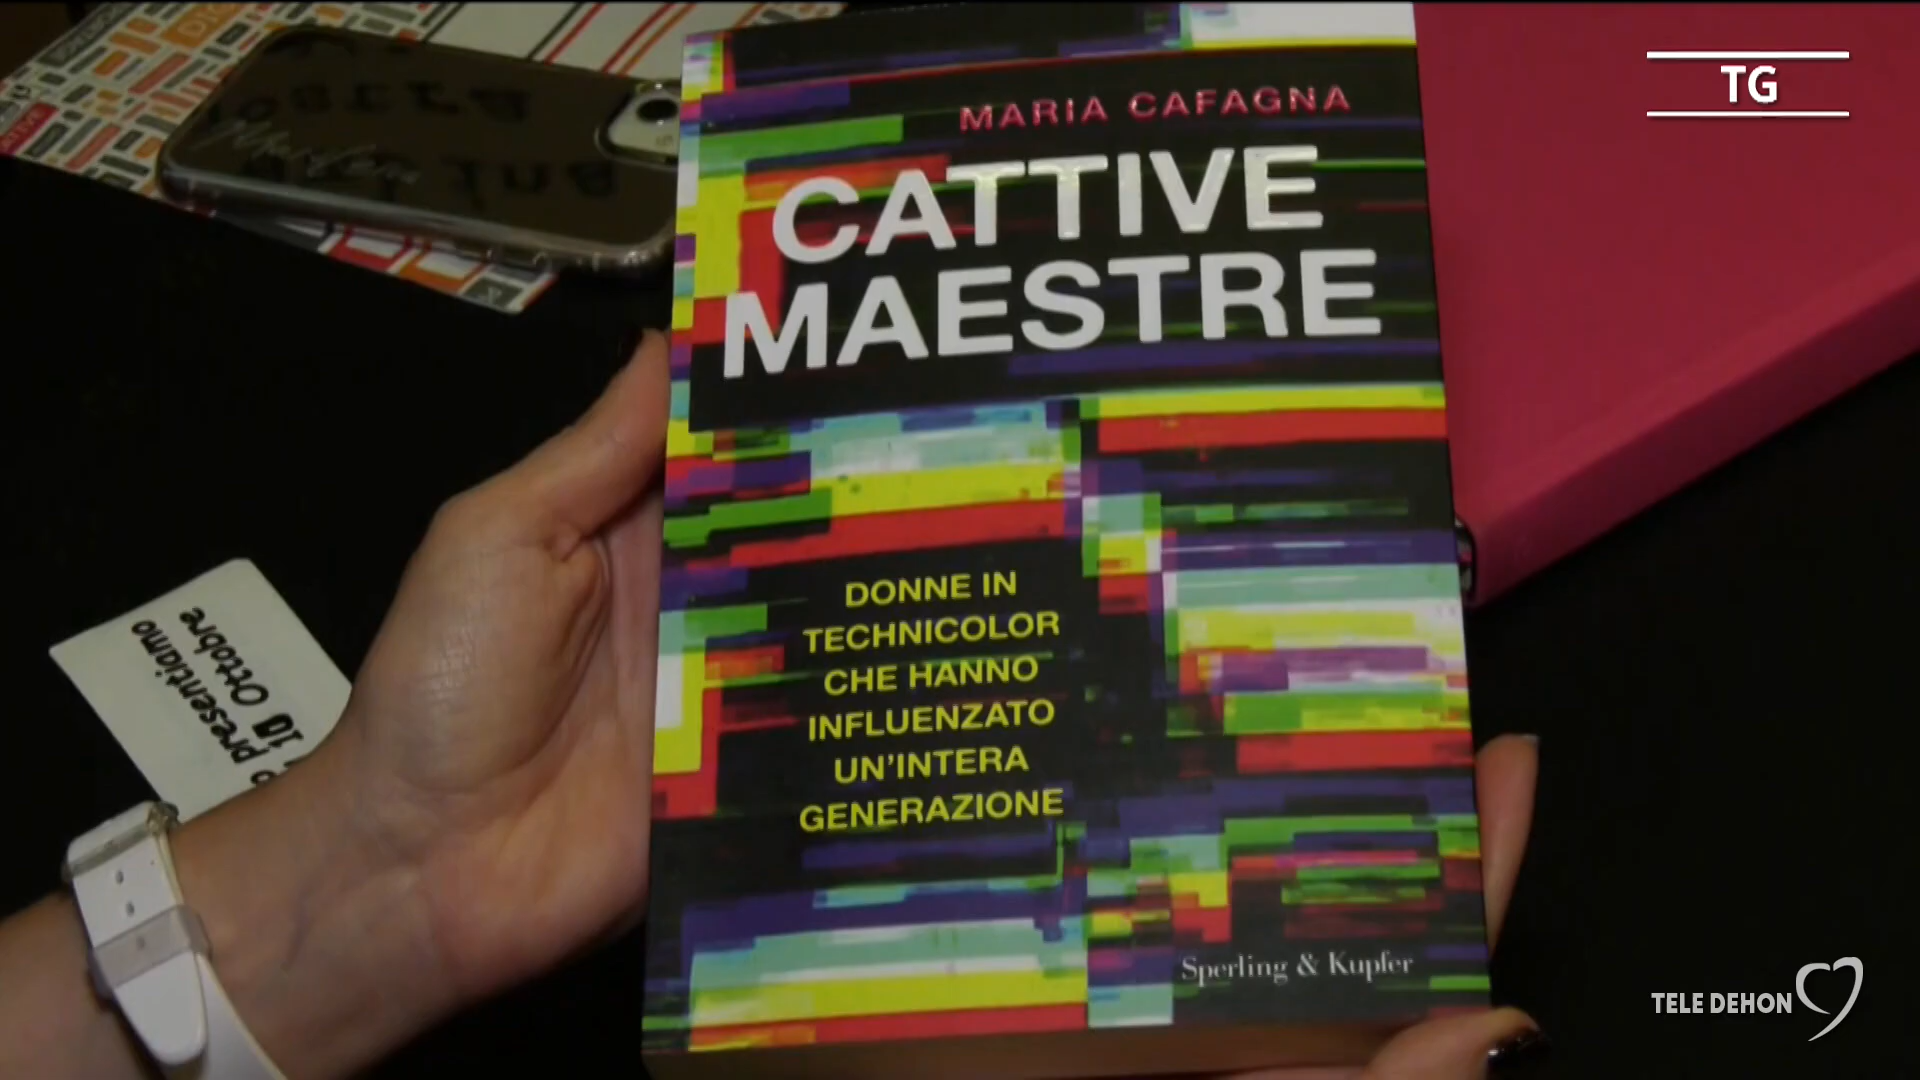 TG
MARIA CAFAGNA
CATTIVE
MAESTRE
DONNE IN
TECHNICOLOR
CHE HANNO
INFLUENZATO
UN'INTERA
GENERAZIONE
Sperling & Kupfer
presentiamo
10 Ottobre
TELE DEHON